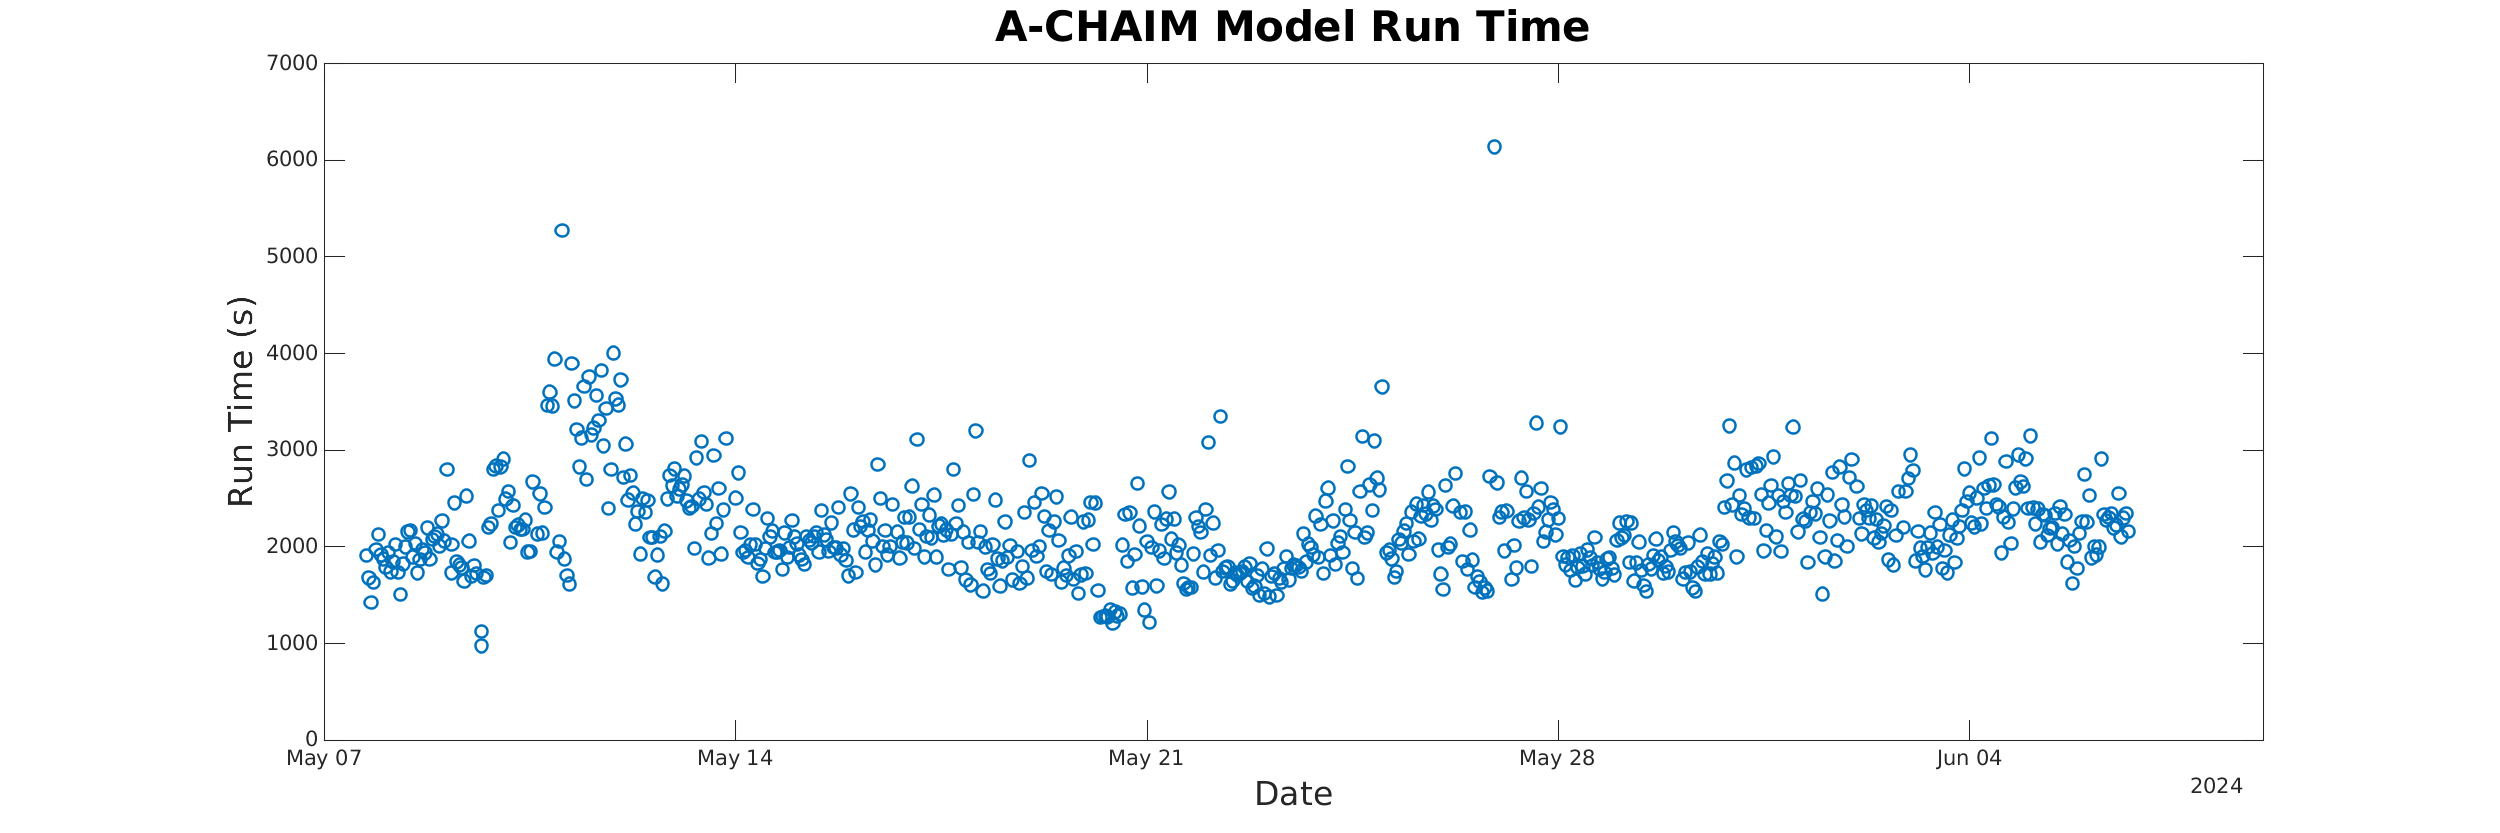 A-CHAIM Model Run Time
7000
6000
5000
4000
3000
2000
1000
0
Run Time (s)
May 07
May 14
May 21
May 28
Jun 04
2024
Date